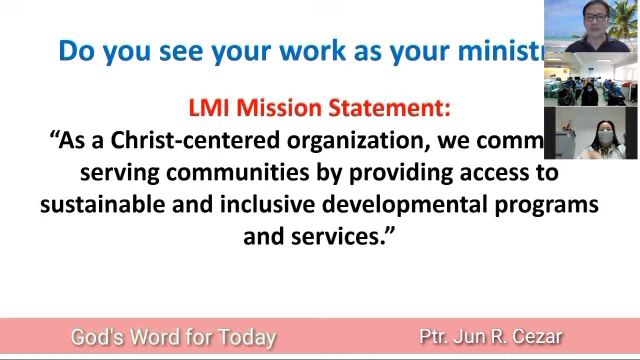 Do you see your work as your minist
LMI Mission Statement:
“As a Christ-centered organization, we comm
serving communities by providing access to
sustainable and inclusive developmental programs
and services.”
God's Word for Today
Ptr. Jun R. Cezar